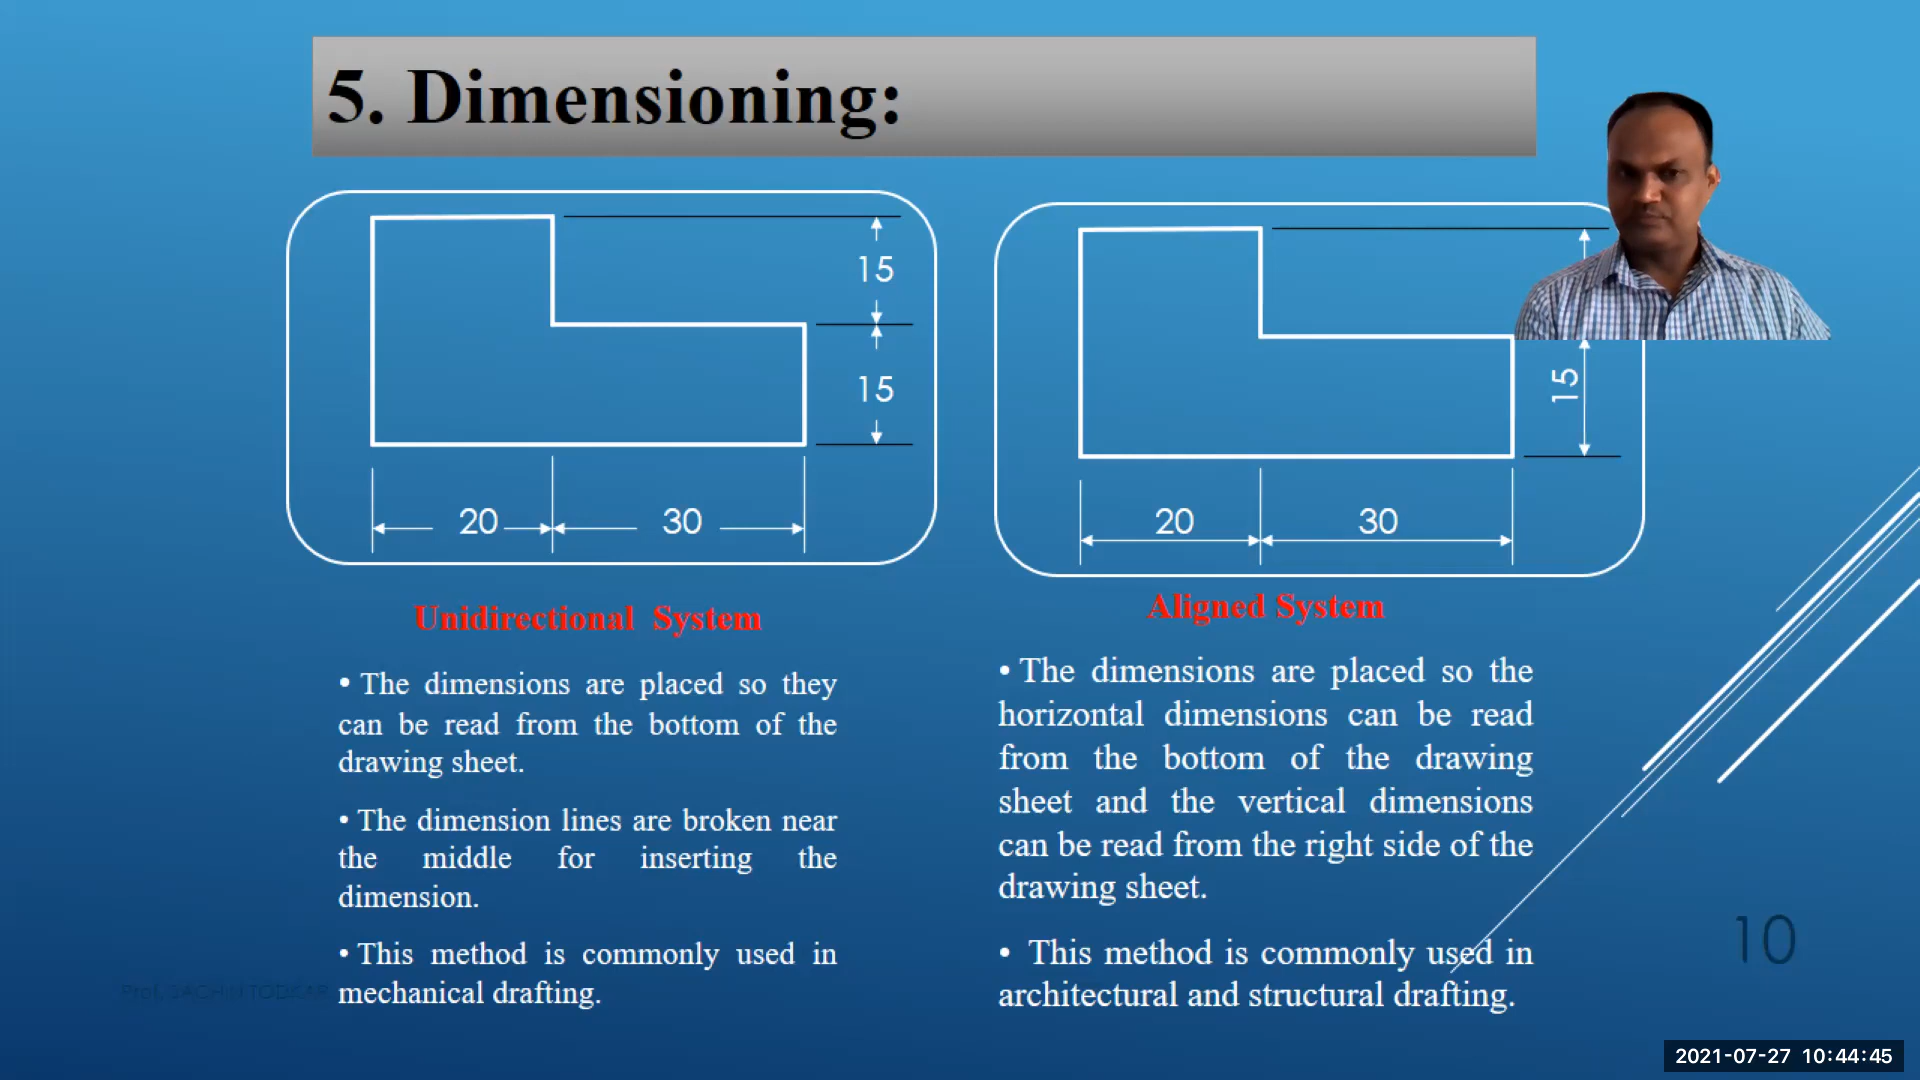 5. Dimensioning:
15
15
20
30
15
20
30
Unidirectional System
• The dimensions are placed so they
can be read from the bottom of the
drawing sheet.
• The dimension lines are broken near
the middle for inserting the
dimension.
• This method is commonly used in
mechanical drafting.
Aligned System
• The dimensions are placed so the
horizontal dimensions can be read
from the bottom of the drawing
sheet and the vertical dimensions
can be read from the right side of the
drawing sheet.
• This method is commonly used in
architectural and structural drafting.
Prof. SACHIN TODKAR
10
2021-07-27 10:44:45